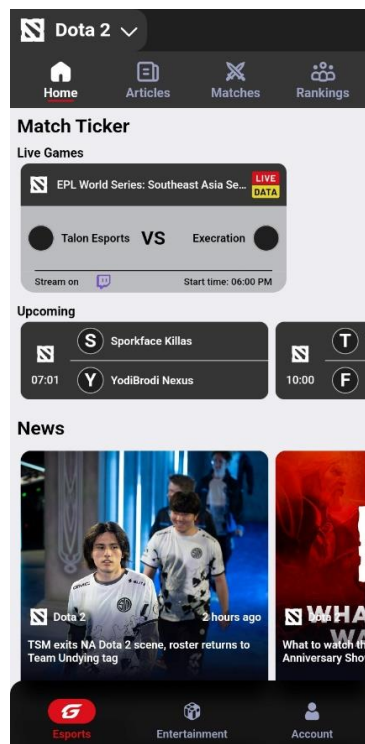 Dota 2
Home Articles Matches Rankings
Match Ticker
Live Games
EPL World Series: Southeast Asia Se...
LIVE
DATA
Talon Esports VS Execration
Stream on
Start time: 06:00 PM
Upcoming
07:01
S Sporkface Killas
Y YodiBrodi Nexus
10:00
T
F
News
Dota 2
2 hours ago
TSM exits NA Dota 2 scene, roster returns to
Team Undying tag
WHA
WA
What to watch th
Anniversary Sho
Esports Entertainment Account